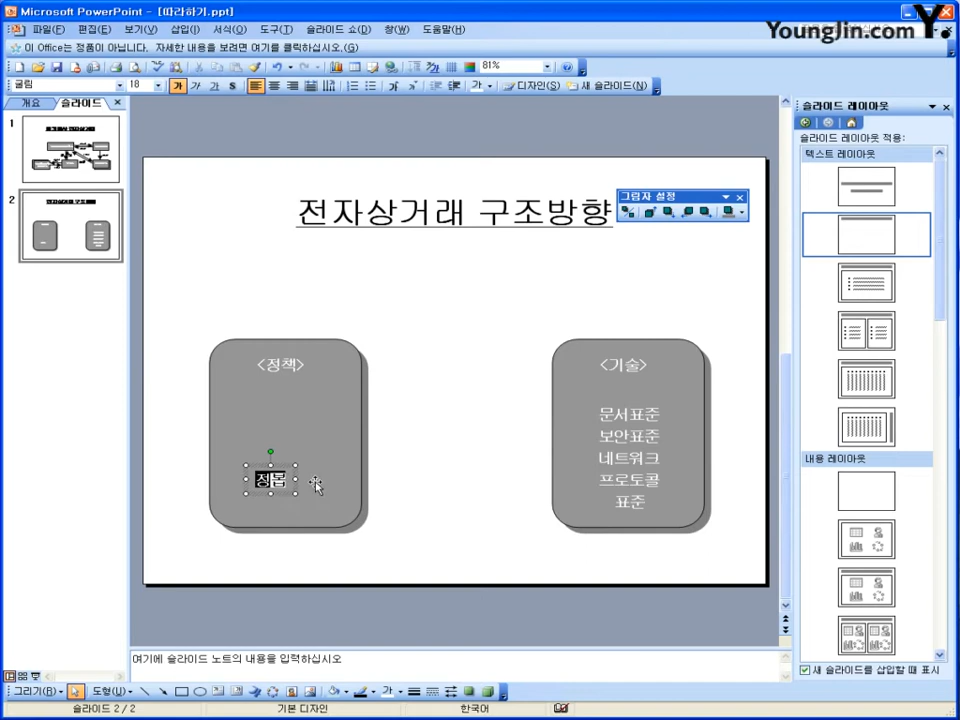 Microsoft PowerPoint - [따라하기.ppt]
파일(F) 편집(E) 보기(V) 삽입(I) 서식(O) 도구(T) 슬라이드 쇼(D) 창(W) 도움말(H)
YoungJin.com Y.
이 Office는 정품이 아닙니다. 자세한 내용을 보려면 여기를 클릭하십시오.(G)
81%
굴림 18 가 가 가 S 디자인(S) 새 슬라이드(N)
개요 슬라이드
슬라이드 레이아웃
슬라이드 레이아웃 적용:
텍스트 레이아웃
1
2
전자상거래 구조방향
그림자 설정
<정책>
정봅
<기술>
문서표준
보안표준
네트워크
프로토콜
표준
내용 레이아웃
여기에 슬라이드 노트의 내용을 입력하십시오
새 슬라이드를 삽입할 때 표시
그리기(R) 도형(U)
슬라이드 2 / 2 기본 디자인 한국어